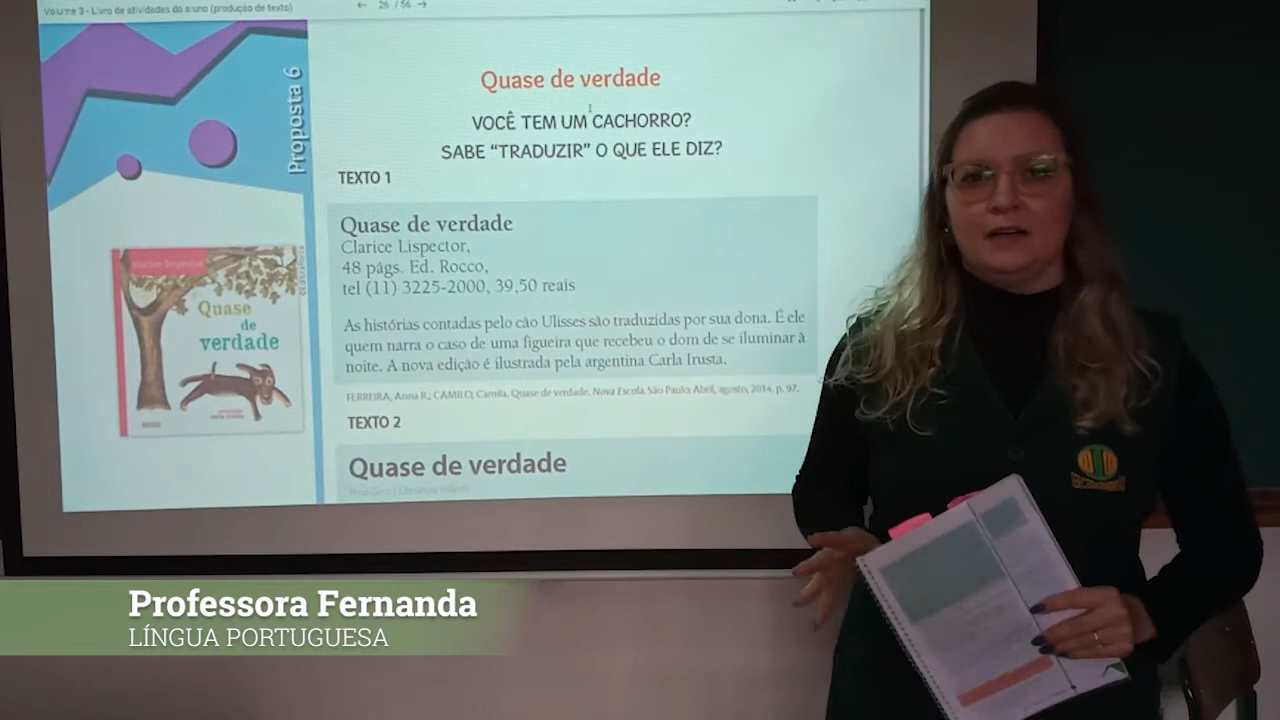 Volume 3 - Livro de atividades do aluno (produção de texto)
26 / 56
Proposta 6
Quase de verdade
VOCÊ TEM UM CACHORRO?
SABE “TRADUZIR” O QUE ELE DIZ?
TEXTO 1
Quase de verdade
Clarice Lispector,
48 págs. Ed. Rocco,
tel (11) 3225-2000, 39,50 reais
As histórias contadas pelo cão Ulisses são traduzidas por sua dona. É ele
quem narra o caso de uma figueira que recebeu o dom de se iluminar à
noite. A nova edição é ilustrada pela argentina Carla Irusta.
FERREIRA, Anna R.; CAMILO, Camila. Quase de verdade. Nova Escola. São Paulo: Abril, agosto, 2014, p. 97.
TEXTO 2
Quase de verdade
Clarice Lispector
Quase
de
verdade
Professora Fernanda
LÍNGUA PORTUGUESA